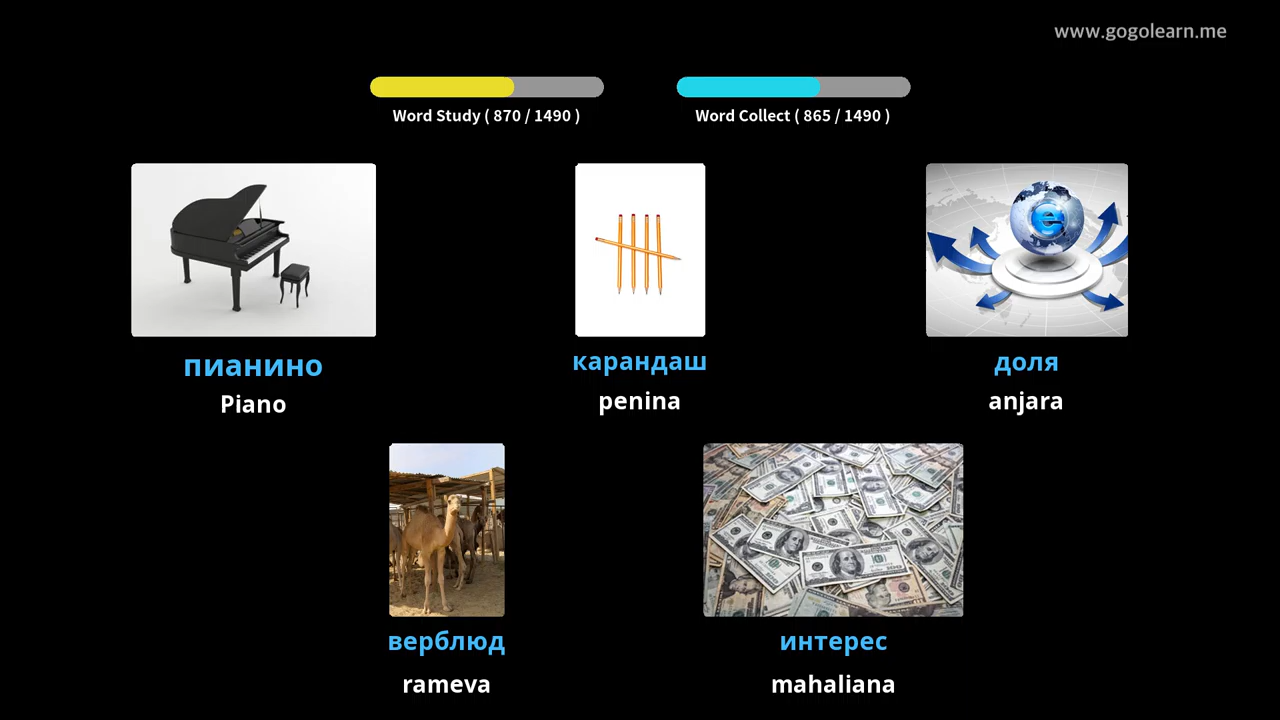 www.gogolearn.me
Word Study ( 870 / 1490 )
Word Collect ( 865 / 1490 )
пианино
Piano
карандаш
penina
доля
anjara
верблюд
rameva
интерес
mahaliana